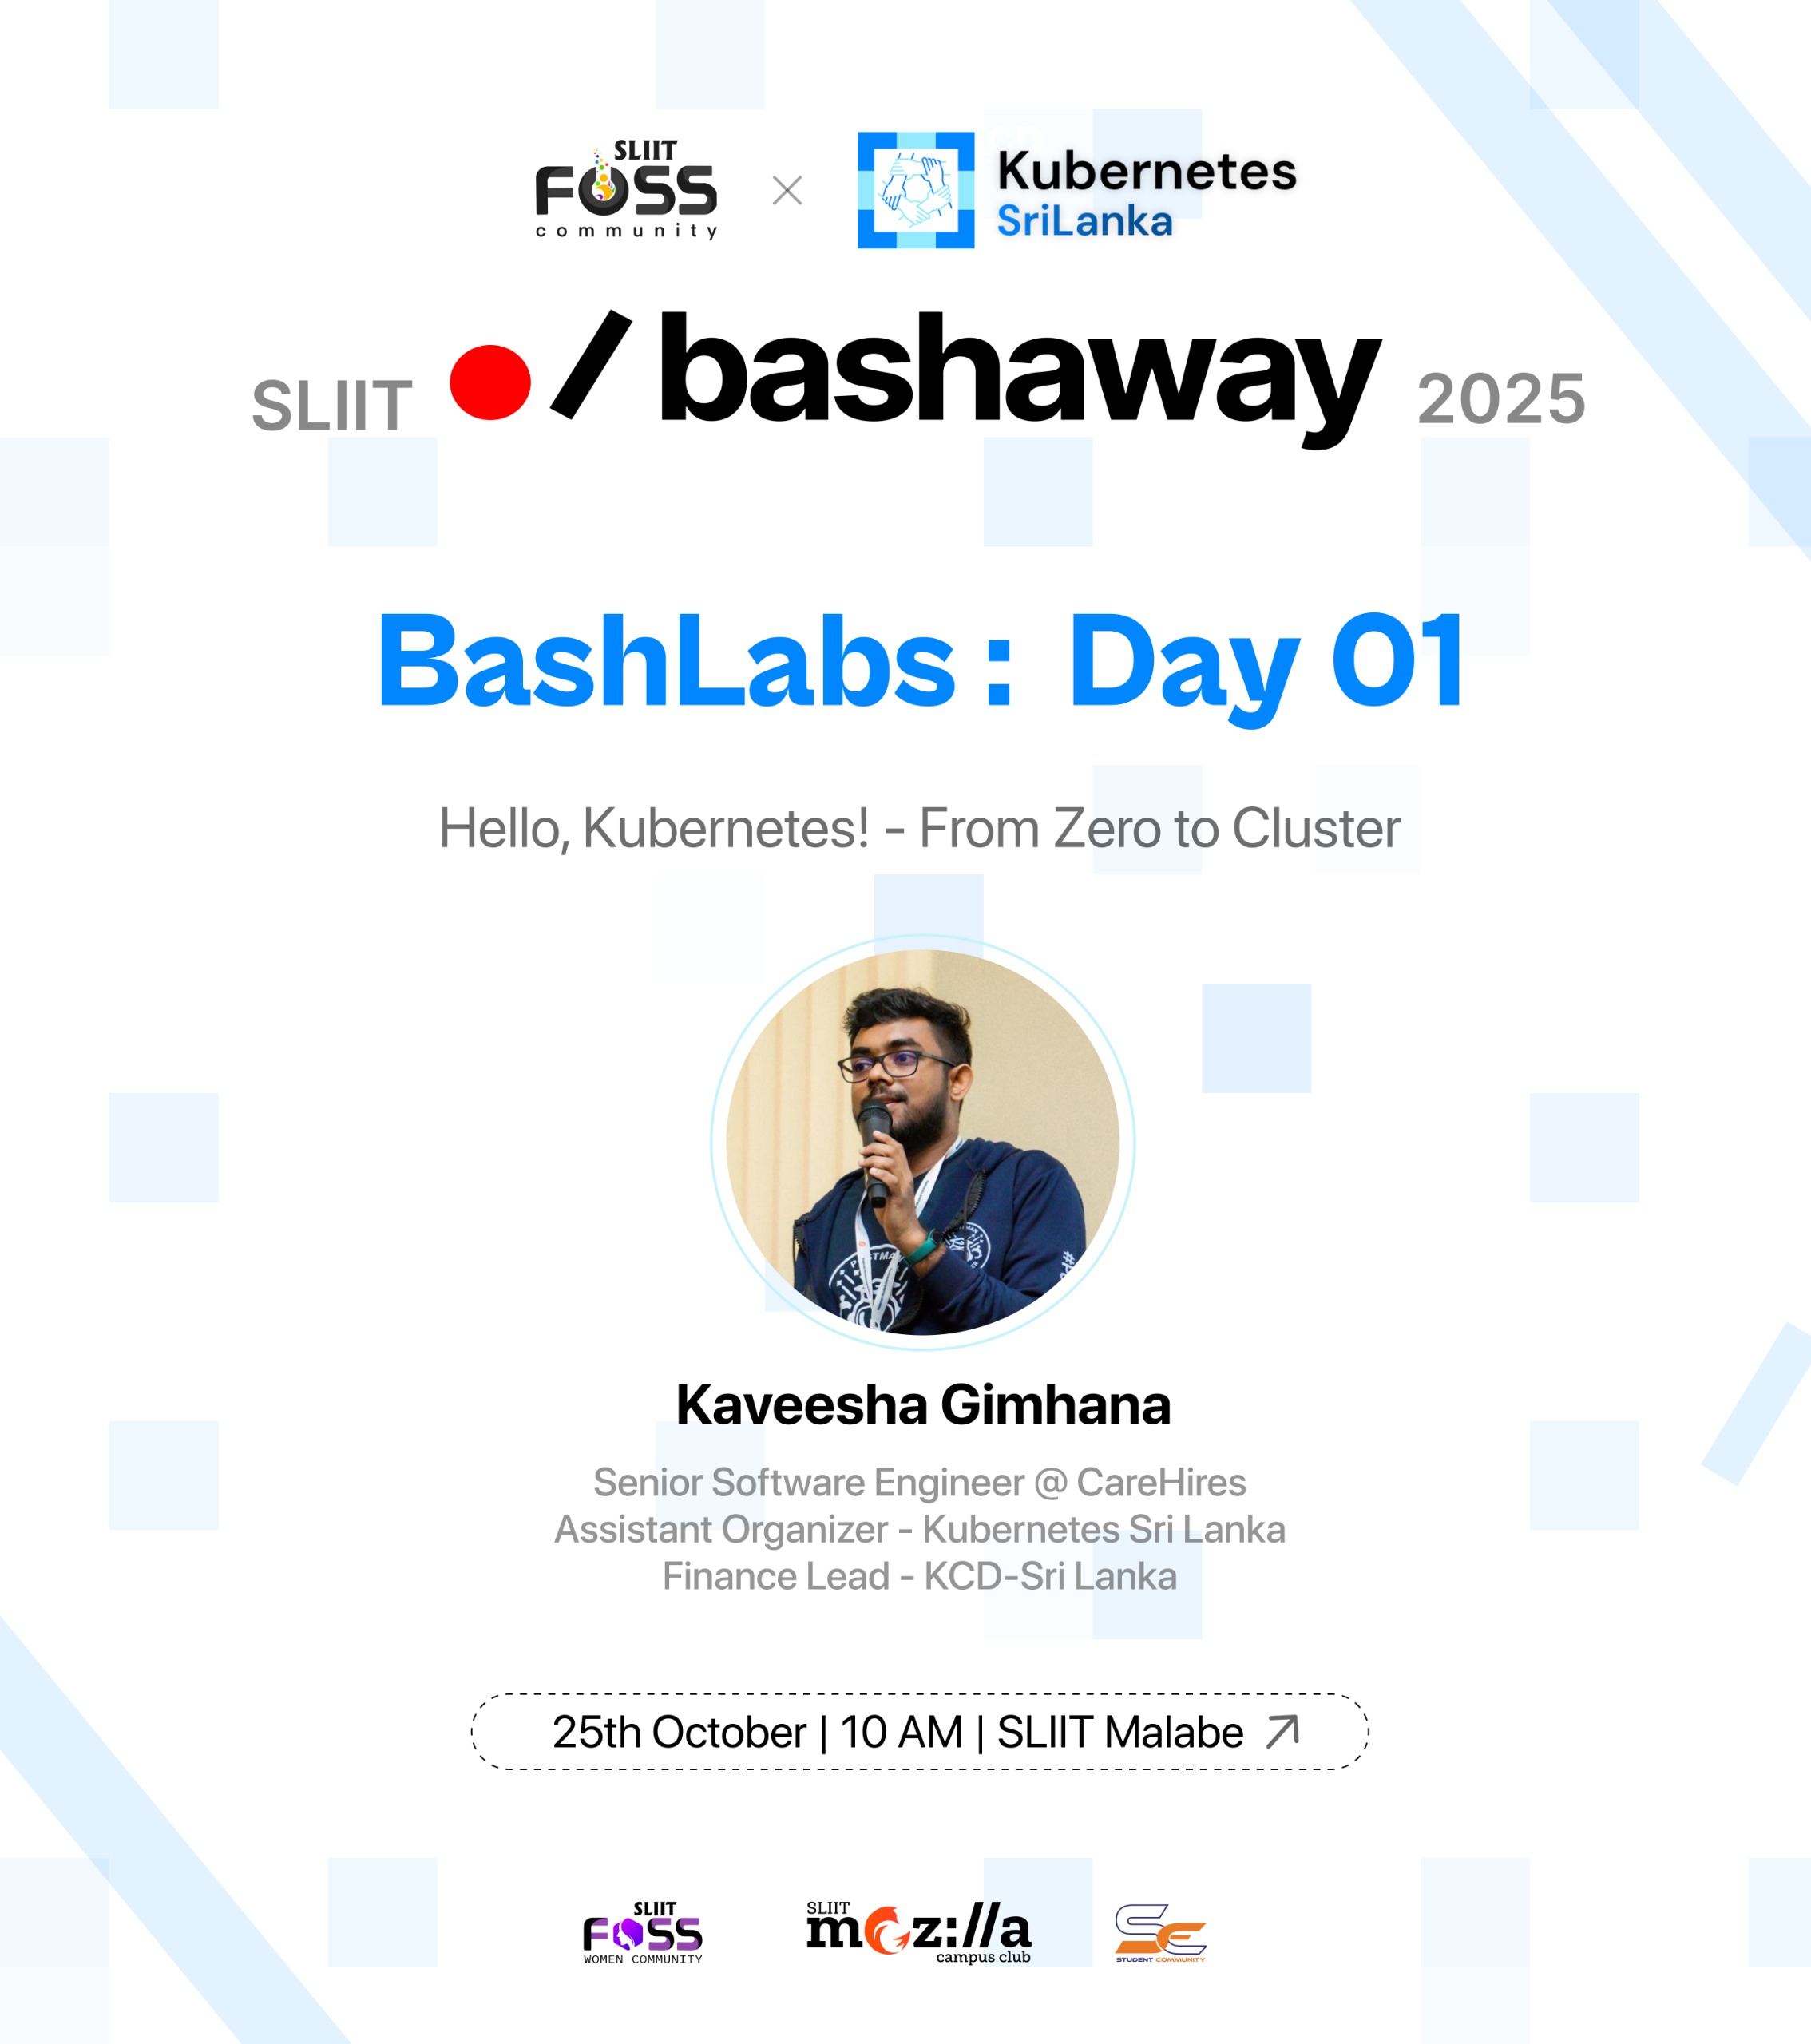 SLIIT
FOSS
community
Kubernetes
SriLanka
SLIIT / bashaway 2025
BashLabs : Day 01
Hello, Kubernetes! - From Zero to Cluster
Kaveesha Gimhana
Senior Software Engineer @ CareHires
Assistant Organizer - Kubernetes Sri Lanka
Finance Lead - KCD-Sri Lanka
25th October | 10 AM | SLIIT Malabe
SLIIT
FOSS
WOMEN COMMUNITY
SLIIT
moz://a
campus club
SE
STUDENT COMMUNITY